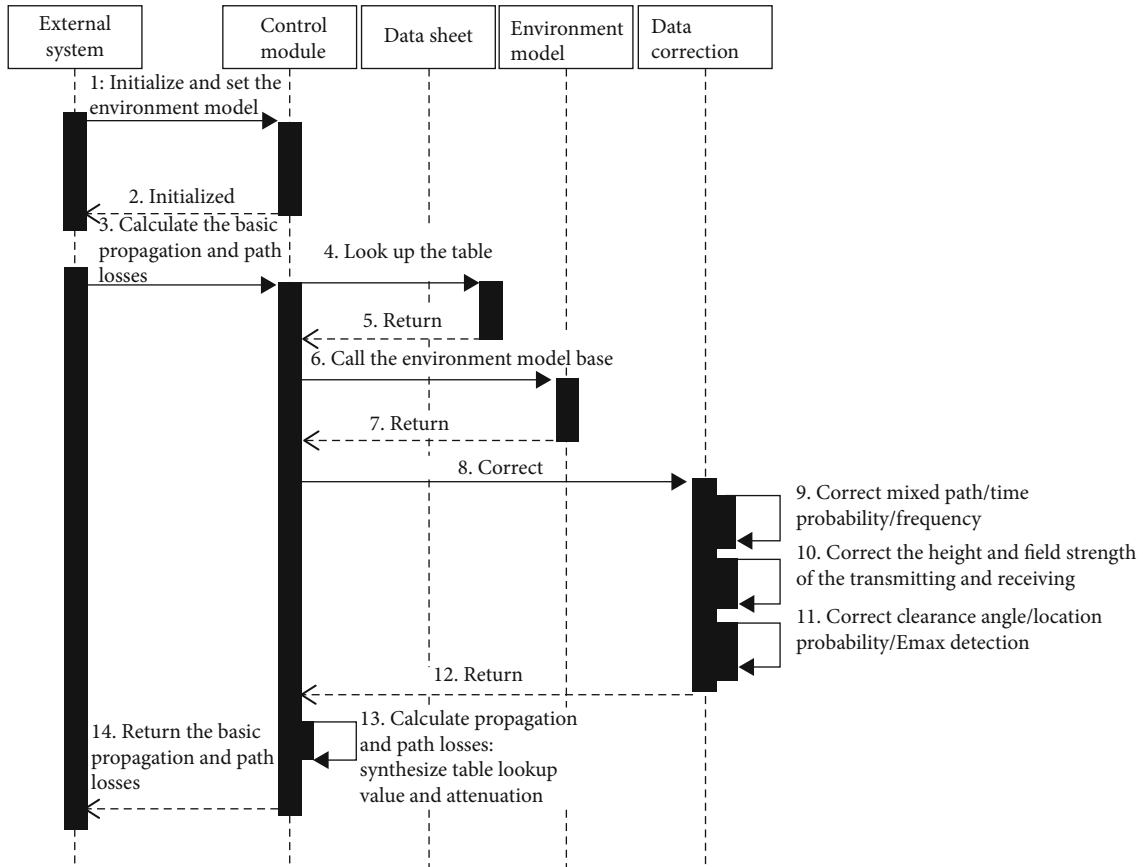 External
system
Control
module
Data sheet
Environment
model
Data
correction
1: Initialize and set the
environment model
2. Initialized
3. Calculate the basic
propagation and path
losses
4. Look up the table
5. Return
6. Call the environment model base
7. Return
8. Correct
9. Correct mixed path/time
probability/frequency
10. Correct the height and field strength
of the transmitting and receiving
11. Correct clearance angle/location
probability/Emax detection
12. Return
13. Calculate propagation
and path losses:
synthesize table lookup
value and attenuation
14. Return the basic
propagation and path
losses